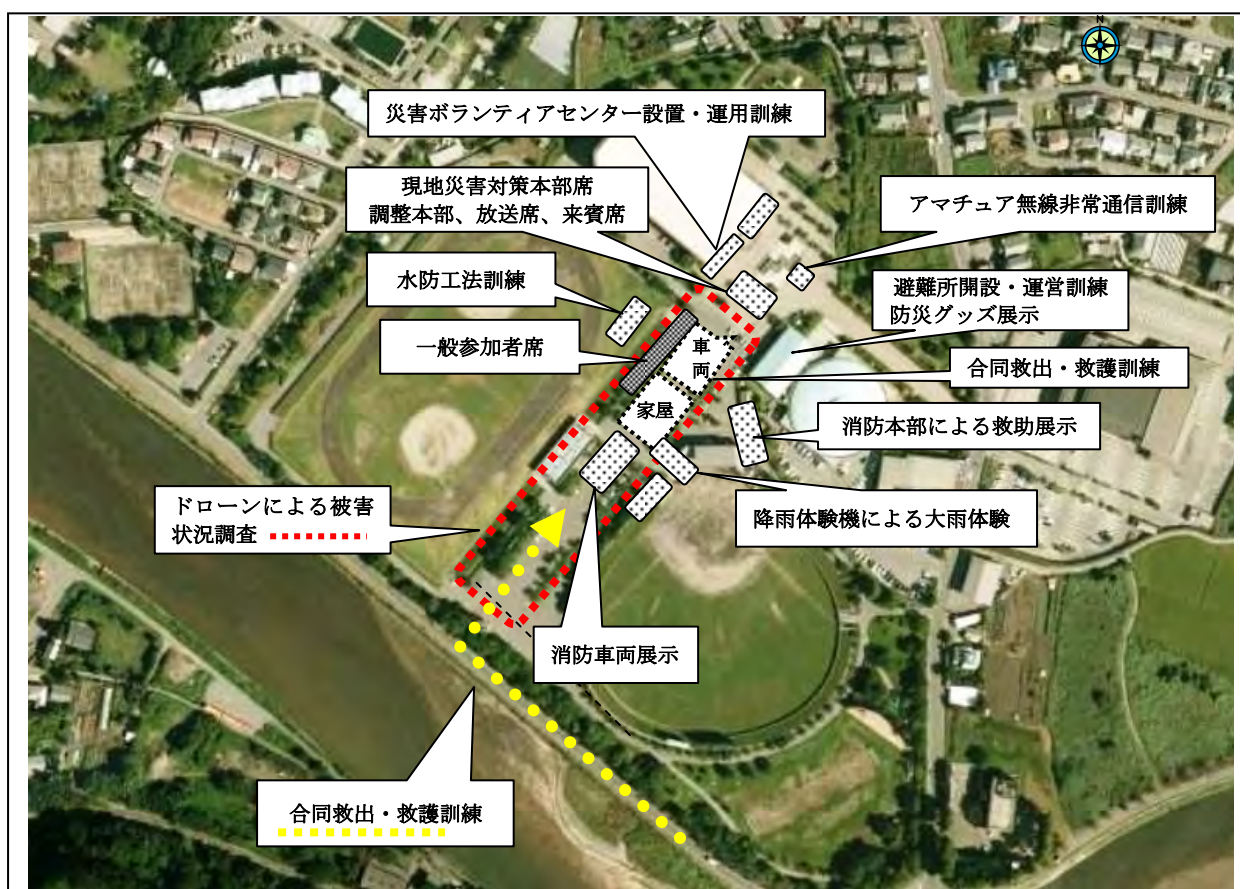 N
災害ボランティアセンター設置・運用訓練
現地災害対策本部席
調整本部、放送席、来賓席
アマチュア無線非常通信訓練
水防工法訓練
避難所開設・運営訓練
防災グッズ展示
一般参加者席
車両
合同救出・救護訓練
家屋
消防本部による救助展示
ドローンによる被害
状況調査
降雨体験機による大雨体験
消防車両展示
合同救出・救護訓練